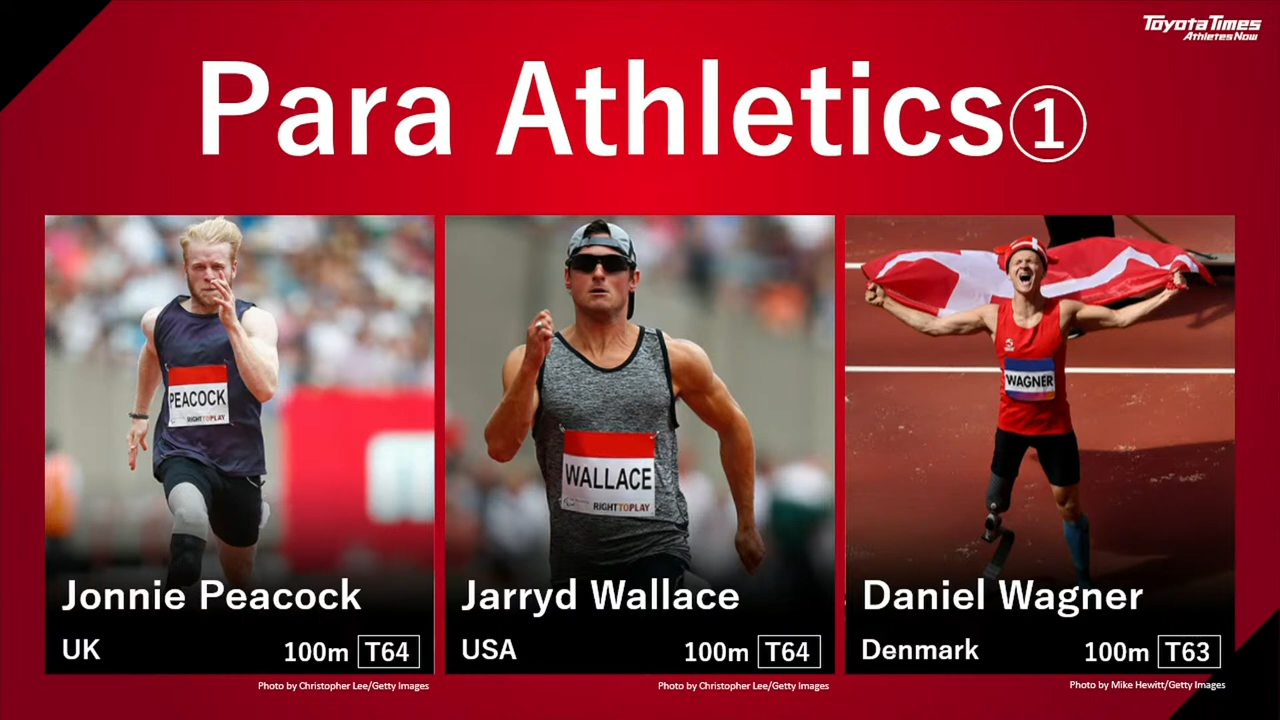 Toyota Times
Athletes Now
Para Athletics①
PEACOCK
RIGHTTOPLAY
WALLACE
RIGHTTOPLAY
WAGNER
Jonnie Peacock
UK 100m T64
Jarryd Wallace
USA 100m T64
Daniel Wagner
Denmark 100m T63
Photo by Christopher Lee/Getty Images
Photo by Christopher Lee/Getty Images
Photo by Mike Hewitt/Getty Images